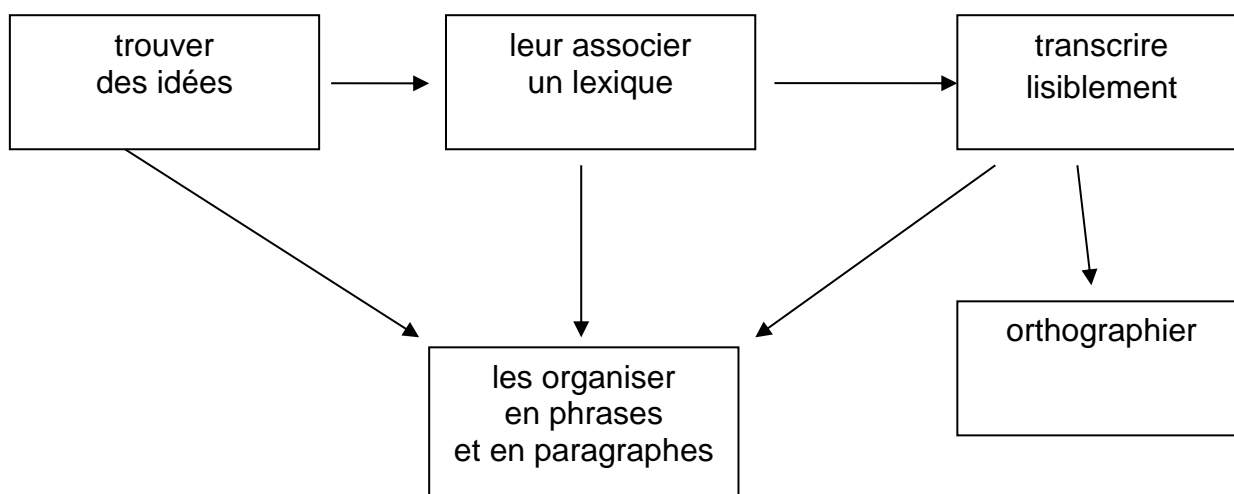 trouver
des idées
leur associer
un lexique
transcrire
lisiblement
orthographier
les organiser
en phrases
et en paragraphes